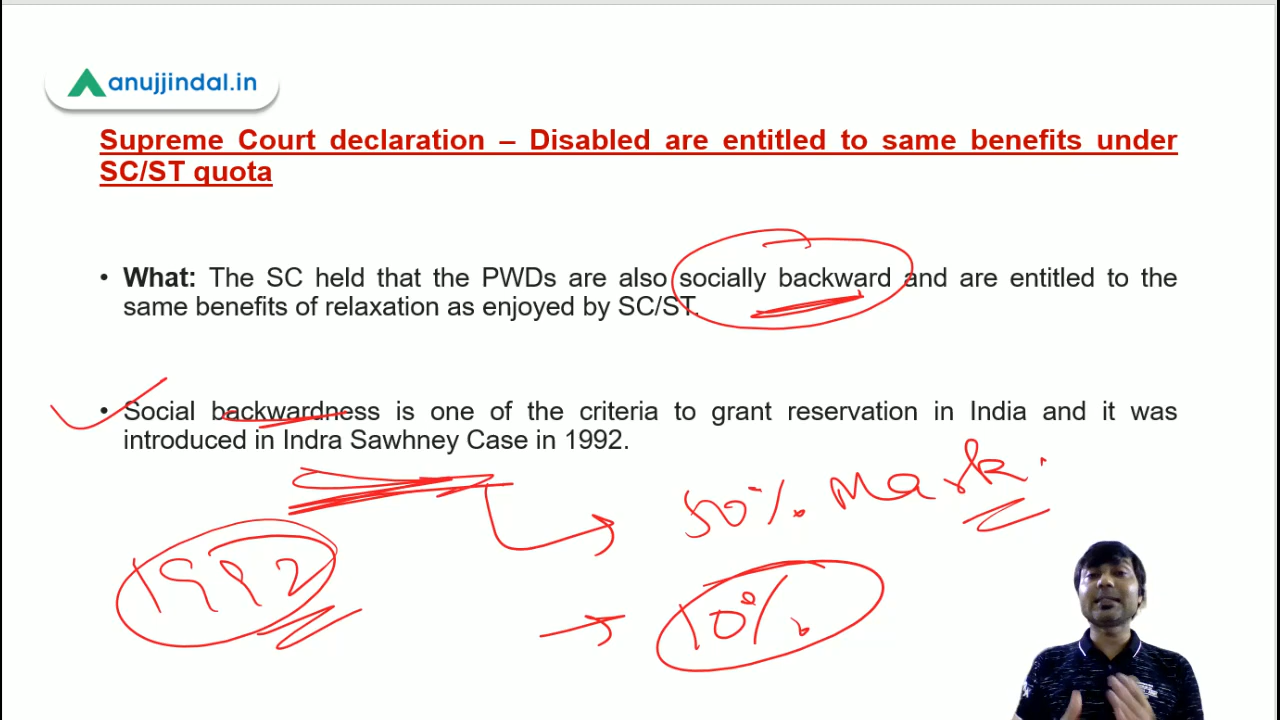 anujjindal.in
Supreme Court declaration – Disabled are entitled to same benefits under
SC/ST quota
• What: The SC held that the PWDs are also socially backward and are entitled to the
same benefits of relaxation as enjoyed by SC/ST.
• Social backwardness is one of the criteria to grant reservation in India and it was
introduced in Indra Sawhney Case in 1992.
50% Mark.
1992
10%